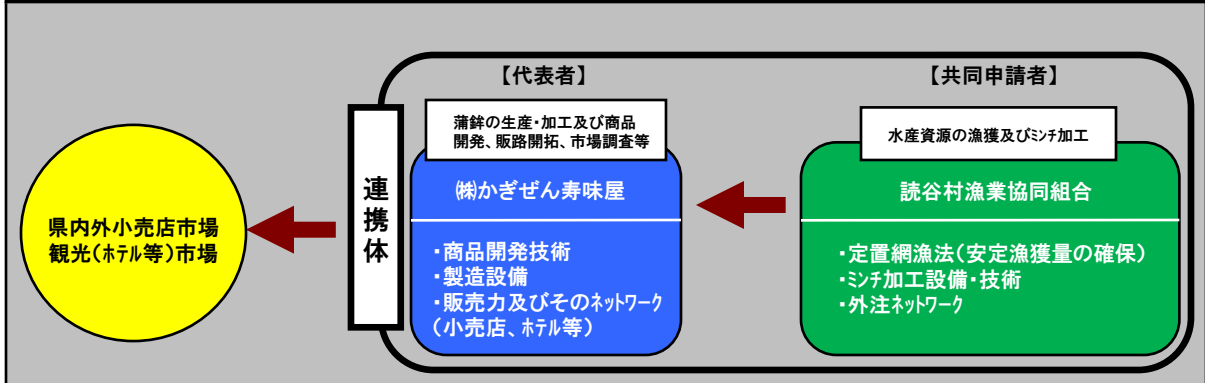 【代表者】
蒲鉾の生産・加工及び商品
開発、販路開拓、市場調査等
㈱かぎぜん寿味屋
・商品開発技術
・製造設備
・販売力及びそのﾈｯﾄﾜｰｸ
（小売店、ﾎﾃﾙ等）
【共同申請者】
水産資源の漁獲及びﾐﾝﾁ加工
読谷村漁業協同組合
・定置網漁法（安定漁獲量の確保）
・ﾐﾝﾁ加工設備・技術
・外注ﾈｯﾄﾜｰｸ
連携体
県内外小売店市場
観光（ﾎﾃﾙ等）市場